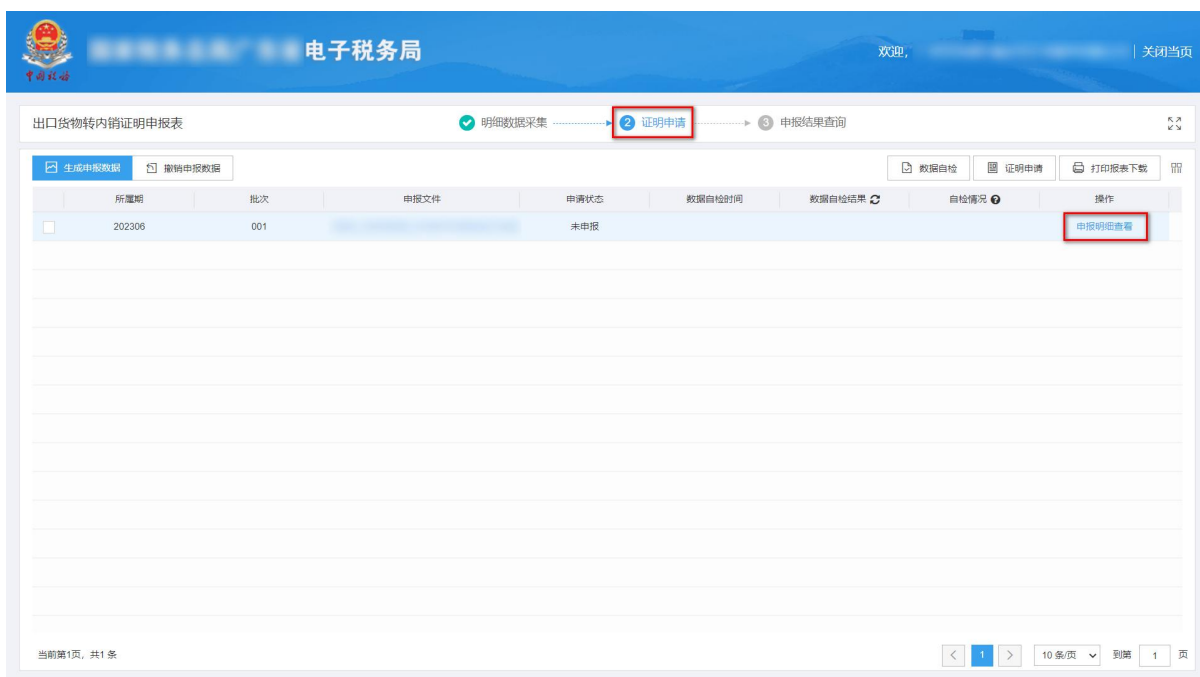 电子税务局
欢迎,
关闭当页
中国税务
出口货物转内销证明申报表
明细数据采集
2 证明申请
3 申报结果查询
生成申报数据 撤销申报数据
数据自检 证明申请 打印报表下载
所属期 批次 申报文件 申请状态 数据自检时间 数据自检结果 自检情况 操作
202306 001 未申报 申报明细查看
当前第1页, 共1 条
< 1 > 10 条/页 到第 1 页